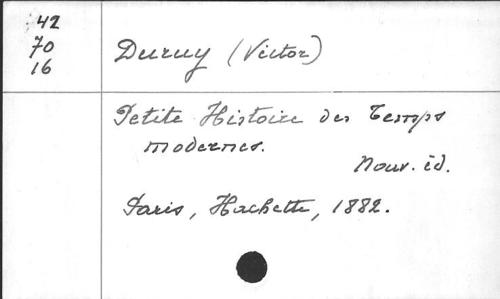 42
70
16
Duruy (Victor)
Petite Histoire des Temps
modernes.
Nouv. éd.
Paris, Hachette, 1882.